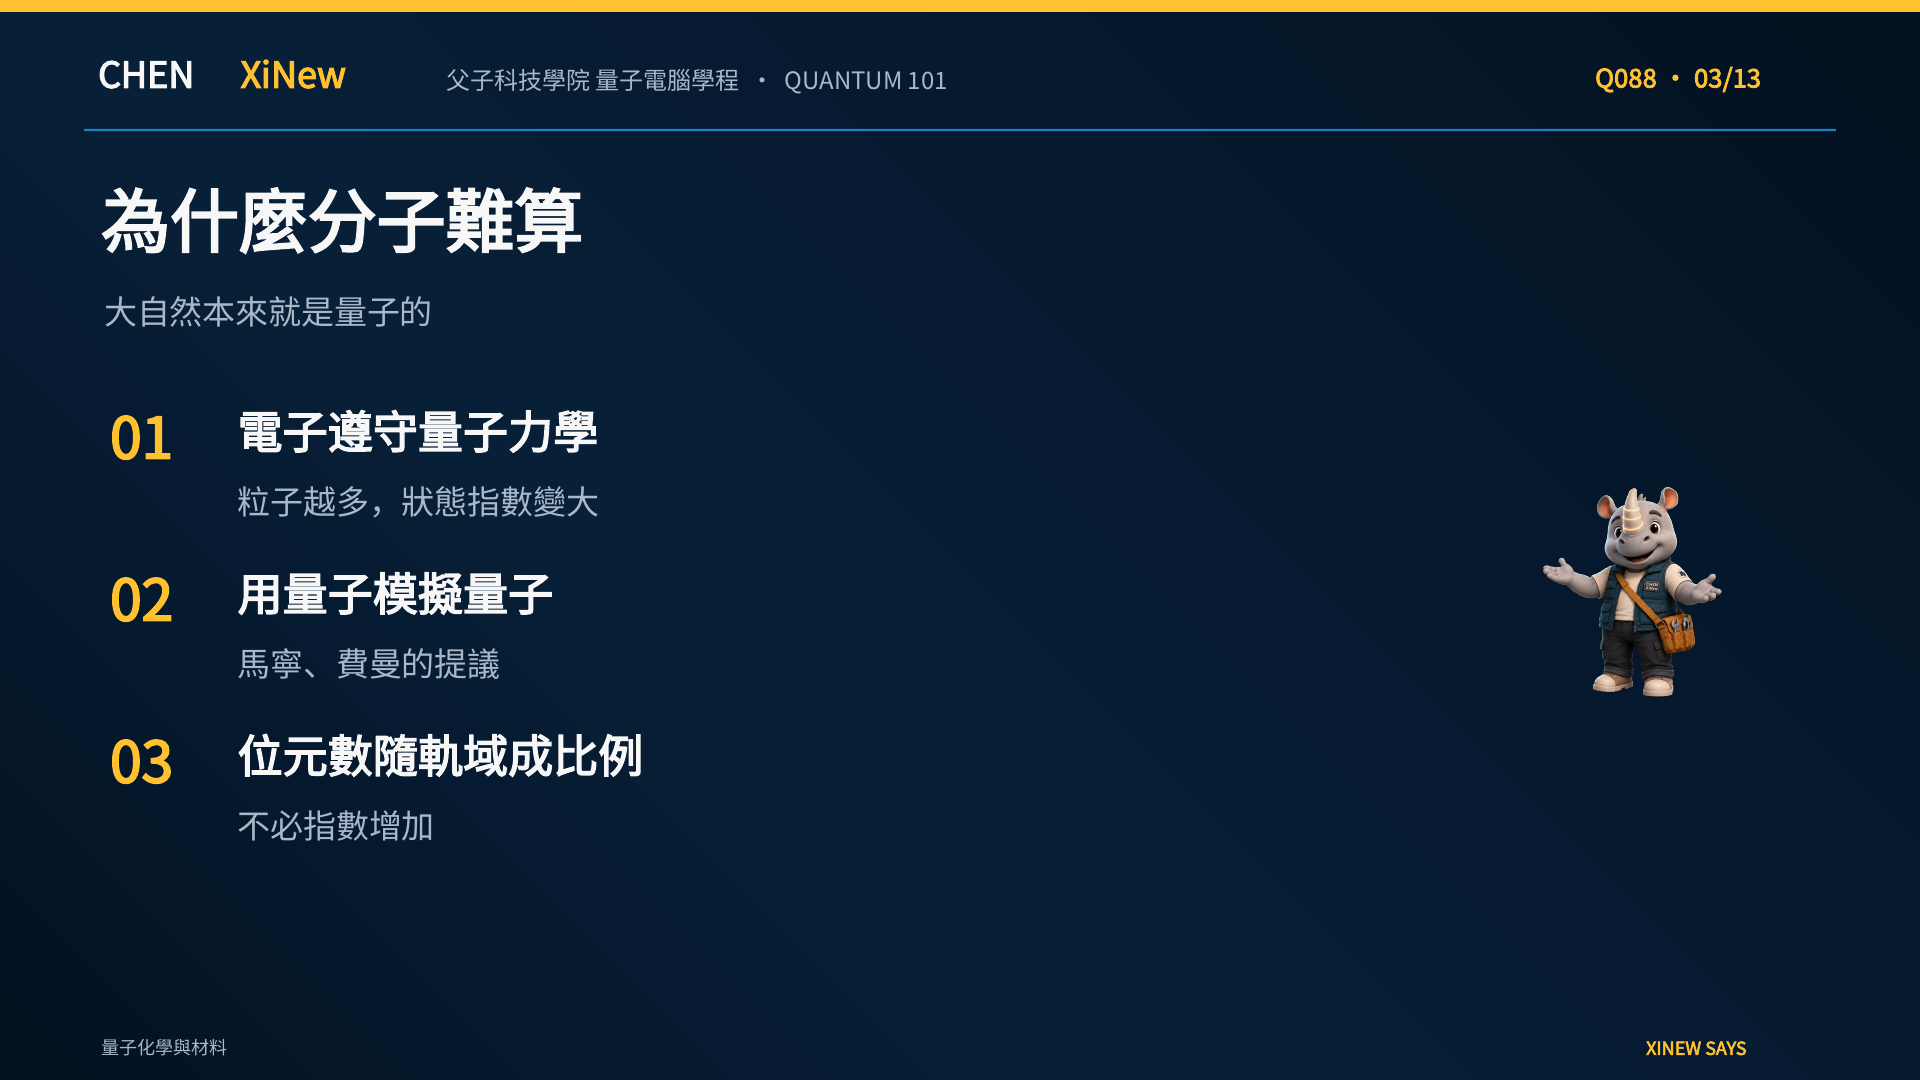 CHEN XiNew 父子科技學院 量子電腦學程 · QUANTUM 101 Q088 · 03/13
為什麼分子難算
大自然本來就是量子的
01 電子遵守量子力學
粒子越多，狀態指數變大
02 用量子模擬量子
馬寧、費曼的提議
03 位元數隨軌域成比例
不必指數增加
量子化學與材料 XINEW SAYS